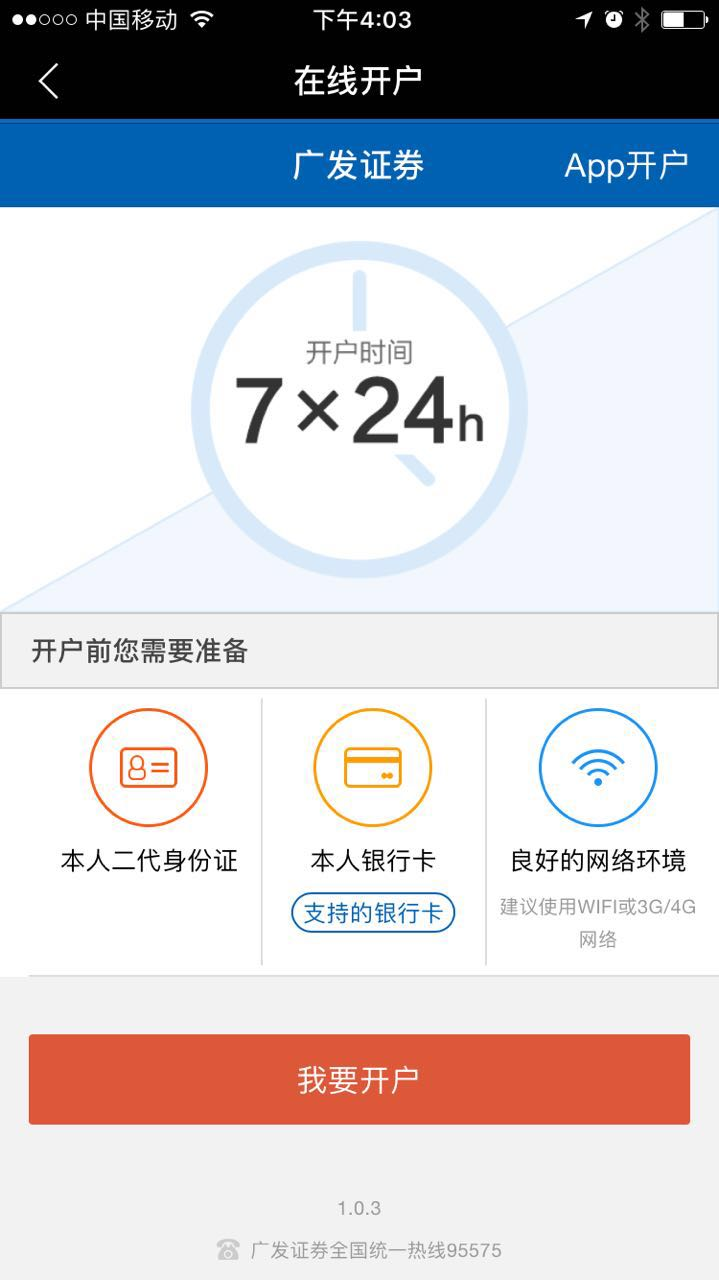 中国移动
下午4:03
在线开户
广发证券
App开户
开户时间
7×24h
开户前您需要准备
本人二代身份证
本人银行卡
支持的银行卡
良好的网络环境
建议使用WIFI或3G/4G
网络
我要开户
1.0.3
广发证券全国统一热线95575